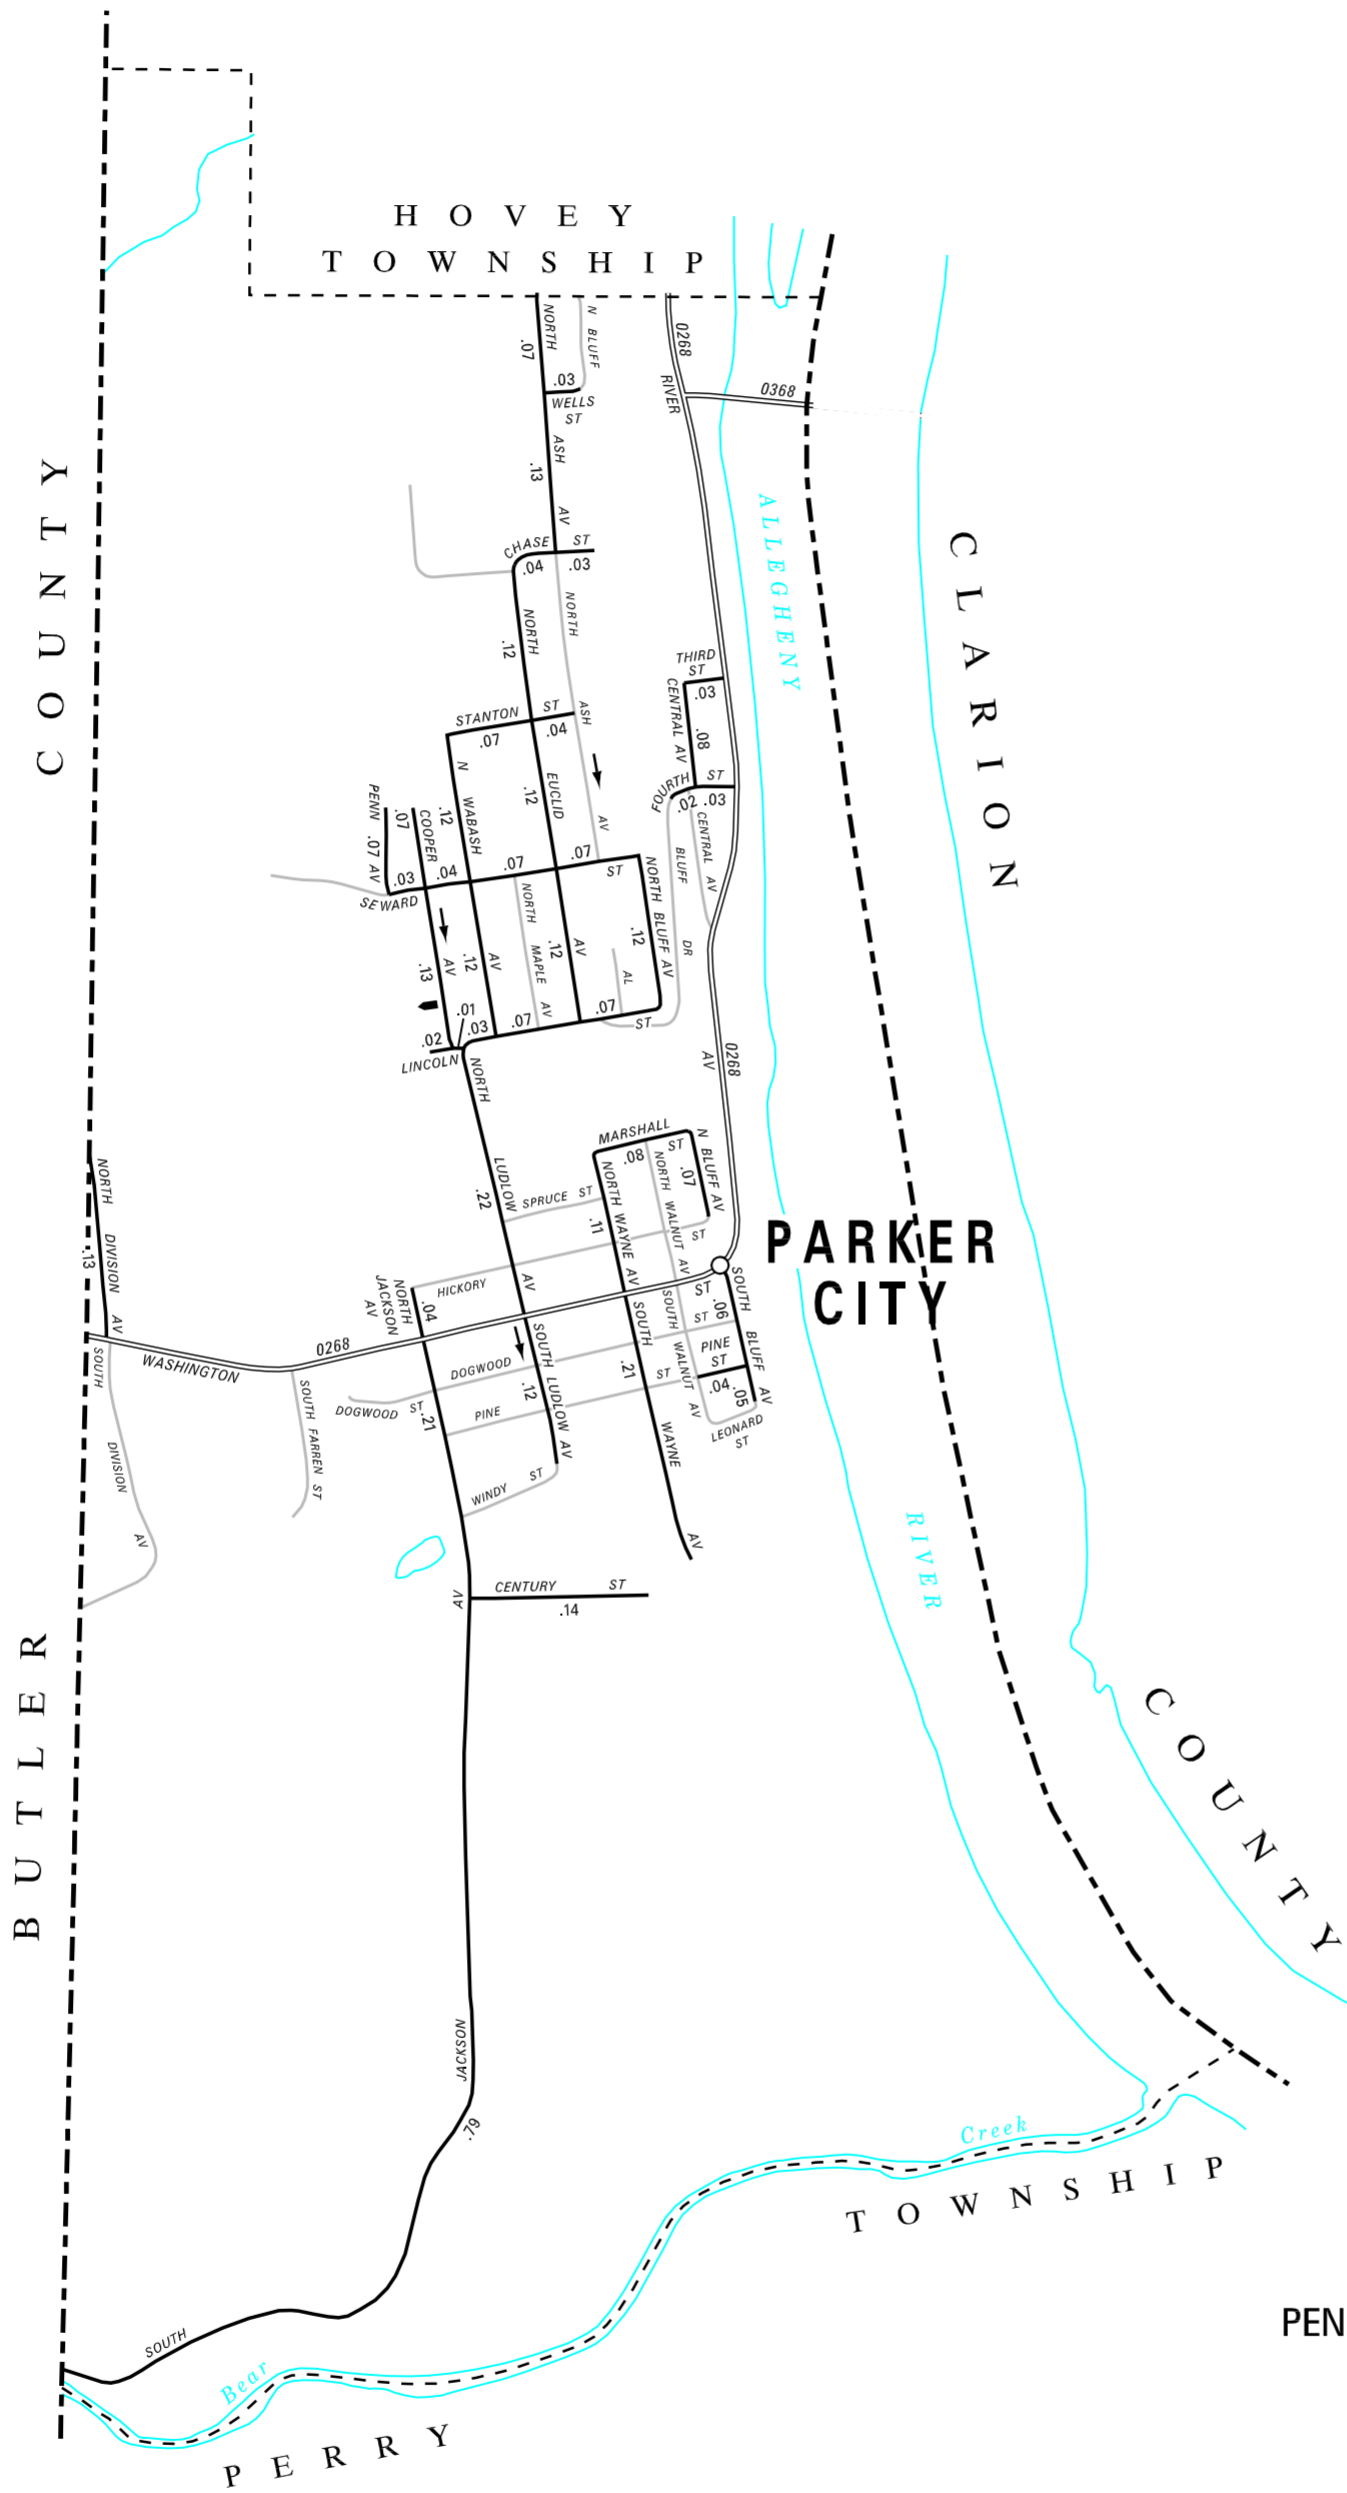 HOVEY
TOWNSHIP
COUNTY
NORTH
.07
N BLUFF
.03
WELLS
ST
0268
RIVER
0368
ASH
.13
AV
CHASE ST
.04
.03
ALLEGHENY
CLARION
NORTH
.12
NORTH
THIRD
ST
.03
CENTRAL AV
.08
STANTON ST
.07
.04
ASH
N
EUCLID
.12
FOURTH ST
.02
.03
PENN
.07 AV
.07
COOPER
.12
WABASH
AV
CENTRAL AV
BLUFF
DR
.03
.04
.07
.07
ST
SEWARD
NORTH
MAPLE
AV
NORTH BLUFF AV
.12
.13
AV
.12
AV
.12
AV
AL
.01
.02
.03
.07
.07
ST
LINCOLN
NORTH
AV
0268
MARSHALL
ST
.08
N BLUFF AV
.07
NORTH
DIVISION
AV
.13
LUDLOW
.22
SPRUCE ST
NORTH WAYNE AV
.11
NORTH
WALNUT
AV
ST
PARKER
CITY
HICKORY
AV
NORTH
JACKSON
AV
.04
ST
SOUTH
.06
BLUFF
AV
0268
WASHINGTON
SOUTH
DIVISION
AV
SOUTH LUDLOW AV
.12
SOUTH
.21
WAYNE
AV
SOUTH
WALNUT
AV
ST
PINE
ST
.04
.05
DOGWOOD
DOGWOOD ST
.21
PINE
ST
LEONARD
ST
SOUTH FARREN ST
WINDY ST
AV
CENTURY ST
.14
RIVER
BUTLER
COUNTY
JACKSON
.79
SOUTH
Creek
TOWNSHIP
PEN
Bear
PERRY